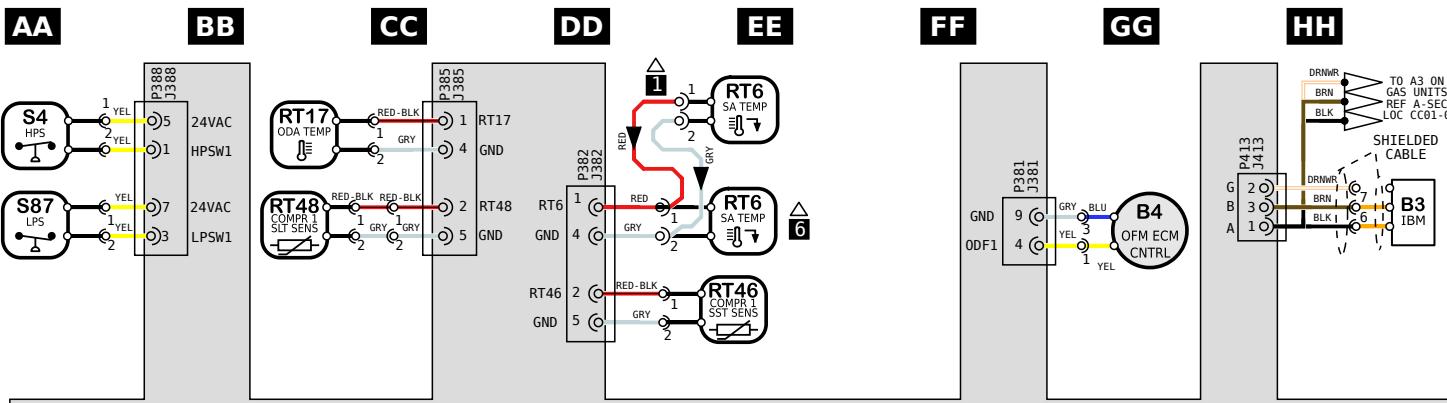 AA BB CC DD EE FF GG HH
P388
J388
S4
HPS
1
YEL
2
YEL
5
24VAC
1
HPSW1
S87
LPS
YEL
1
YEL
2
7
24VAC
3
LPSW1
P385
J385
RT17
ODA TEMP
RED-BLK
1
GRY
2
1
RT17
4
GND
RT48
COMPR 1
SLT SENS
RED-BLK
RED-BLK
1
1
GRY
GRY
2
2
2
RT48
5
GND
P382
J382
RT6
1
GND
4
RT46
2
GND
5
1
RED
GRY
1
2
RT6
SA TEMP
RED
1
GRY
2
RT6
SA TEMP
6
RED-BLK
1
GRY
2
RT46
COMPR 1
SST SENS
P381
J381
GND
9
ODF1
4
GRY
BLU
3
YEL
1
YEL
B4
OFM ECM
CNTRL
P413
J413
G
2
B
3
A
1
DRNWR
BRN
BLK
TO A3 ON
GAS UNITS
REF A-SEC
SHIELDED
CABLE
DRNWR
BRN
7
BLK
6
B3
IBM